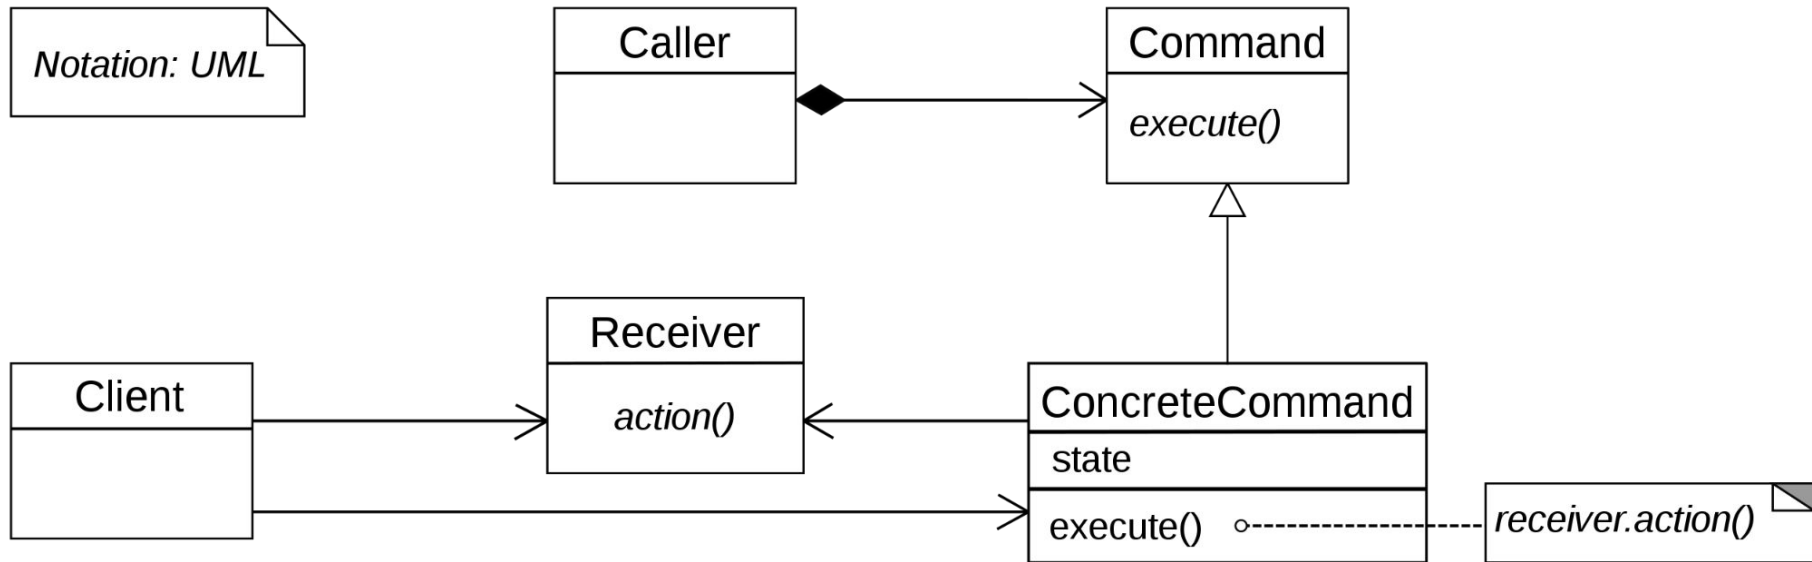 Notation: UML
Caller
Command
execute()
Receiver
action()
Client
ConcreteCommand
state
execute()
receiver.action()